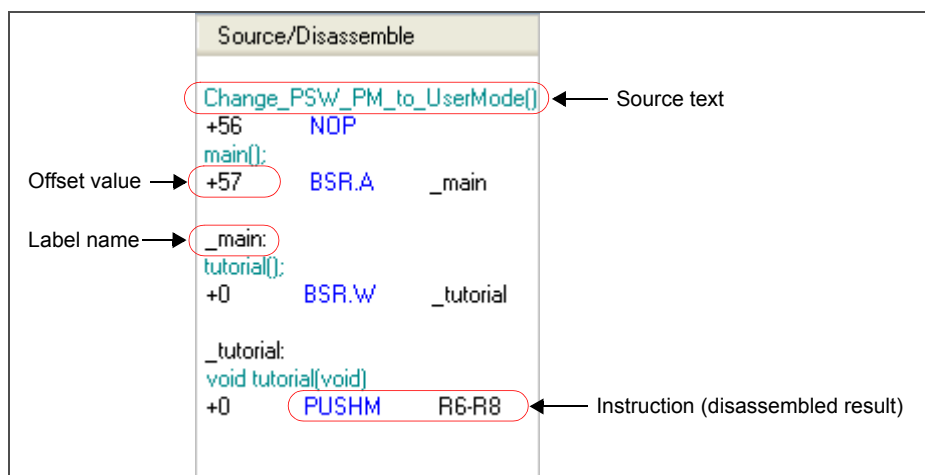 Source/Disassemble
Change_PSW_PM_to_UserMode()
Source text
+56 NOP
main();
Offset value
+57 BSR.A _main
Label name
_main:
tutorial();
+0 BSR.W _tutorial
_tutorial:
void tutorial(void)
+0 PUSHM R6-R8
Instruction (disassembled result)